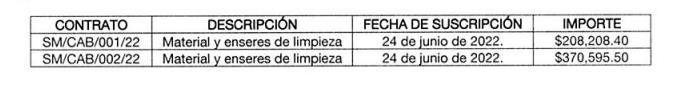 CONTRATO DESCRIPCIÓN FECHA DE SUSCRIPCIÓN IMPORTE
SM/CAB/001/22 Material y enseres de limpieza 24 de junio de 2022. $208,208.40
SM/CAB/002/22 Material y enseres de limpieza 24 de junio de 2022. $370,595.50